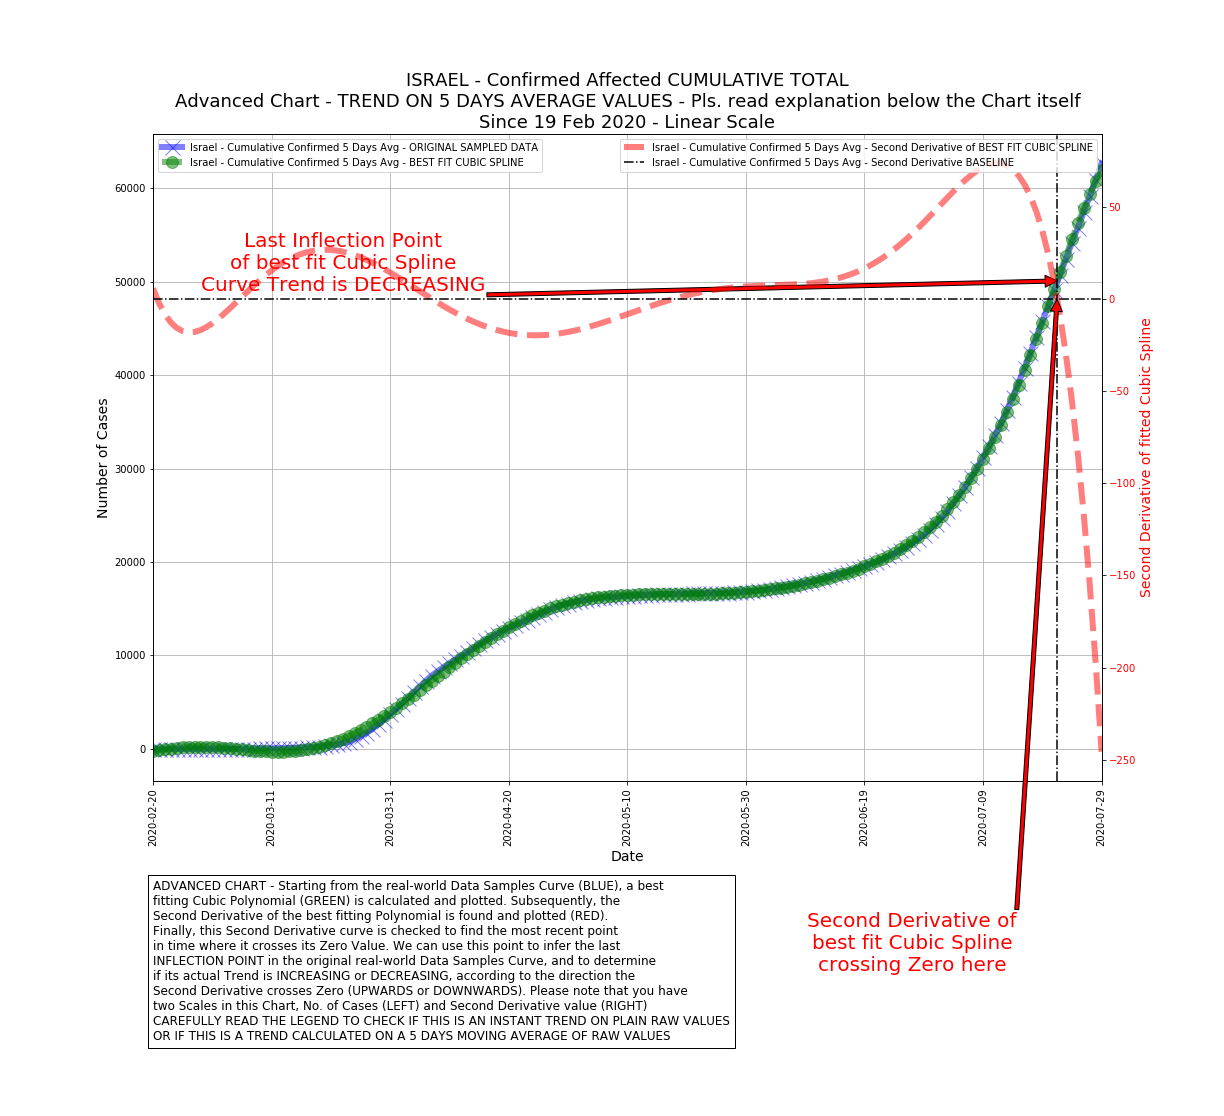 ISRAEL - Confirmed Affected CUMULATIVE TOTAL
Advanced Chart - TREND ON 5 DAYS AVERAGE VALUES - Pls. read explanation below the Chart itself
Since 19 Feb 2020 - Linear Scale
Israel - Cumulative Confirmed 5 Days Avg - ORIGINAL SAMPLED DATA
Israel - Cumulative Confirmed 5 Days Avg - BEST FIT CUBIC SPLINE
Israel - Cumulative Confirmed 5 Days Avg - Second Derivative of BEST FIT CUBIC SPLINE
Israel - Cumulative Confirmed 5 Days Avg - Second Derivative BASELINE
Last Inflection Point
of best fit Cubic Spline
Curve Trend is DECREASING
Number of Cases
60000
50000
40000
30000
20000
10000
0
50
0
−50
−100
−150
−200
−250
Second Derivative of fitted Cubic Spline
2020-02-20
2020-03-11
2020-03-31
2020-04-20
2020-05-10
2020-05-30
2020-06-19
2020-07-09
2020-07-29
Date
ADVANCED CHART - Starting from the real-world Data Samples Curve (BLUE), a best
fitting Cubic Polynomial (GREEN) is calculated and plotted. Subsequently, the
Second Derivative of the best fitting Polynomial is found and plotted (RED).
Finally, this Second Derivative curve is checked to find the most recent point
in time where it crosses its Zero Value. We can use this point to infer the last
INFLECTION POINT in the original real-world Data Samples Curve, and to determine
if its actual Trend is INCREASING or DECREASING, according to the direction the
Second Derivative crosses Zero (UPWARDS or DOWNWARDS). Please note that you have
two Scales in this Chart, No. of Cases (LEFT) and Second Derivative value (RIGHT)
CAREFULLY READ THE LEGEND TO CHECK IF THIS IS AN INSTANT TREND ON PLAIN RAW VALUES
OR IF THIS IS A TREND CALCULATED ON A 5 DAYS MOVING AVERAGE OF RAW VALUES
Second Derivative of
best fit Cubic Spline
crossing Zero here